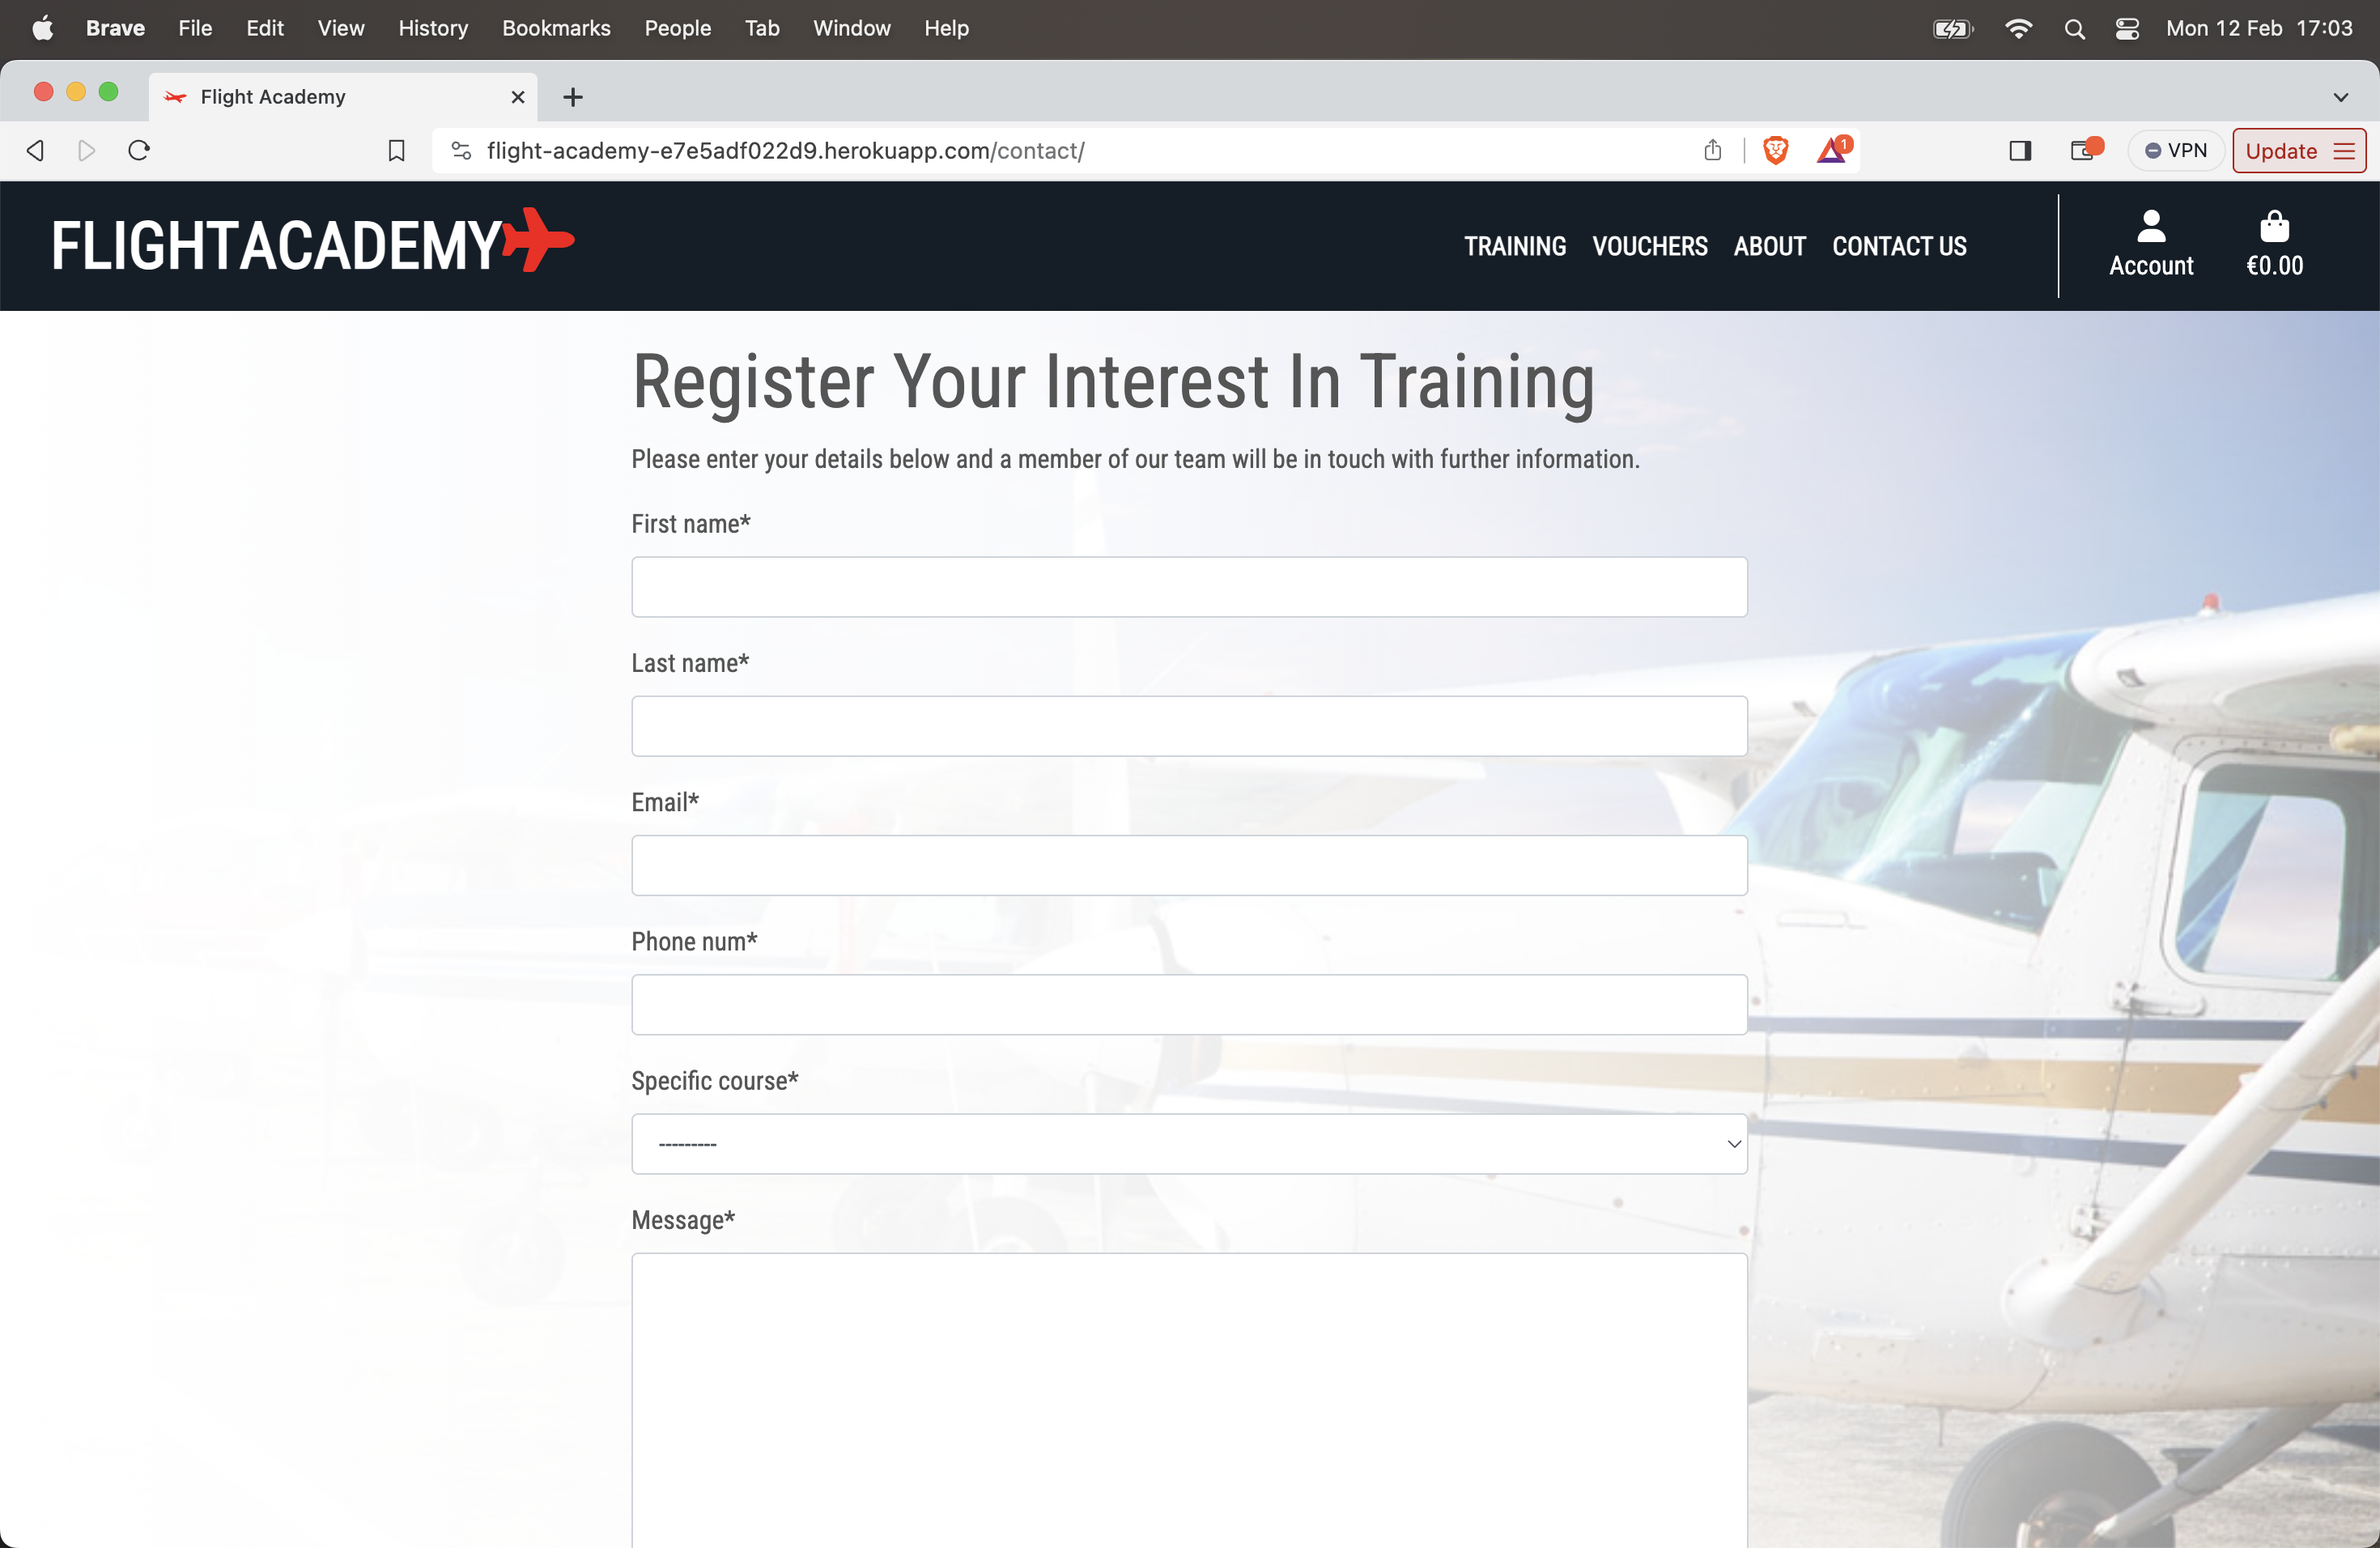 Brave File Edit View History Bookmarks People Tab Window Help Mon 12 Feb 17:03
Flight Academy
flight-academy-e7e5adf022d9.herokuapp.com/contact/ 1 VPN Update
FLIGHTACADEMY TRAINING VOUCHERS ABOUT CONTACT US Account €0.00
Register Your Interest In Training
Please enter your details below and a member of our team will be in touch with further information.
First name*
Last name*
Email*
Phone num*
Specific course*
---------
Message*